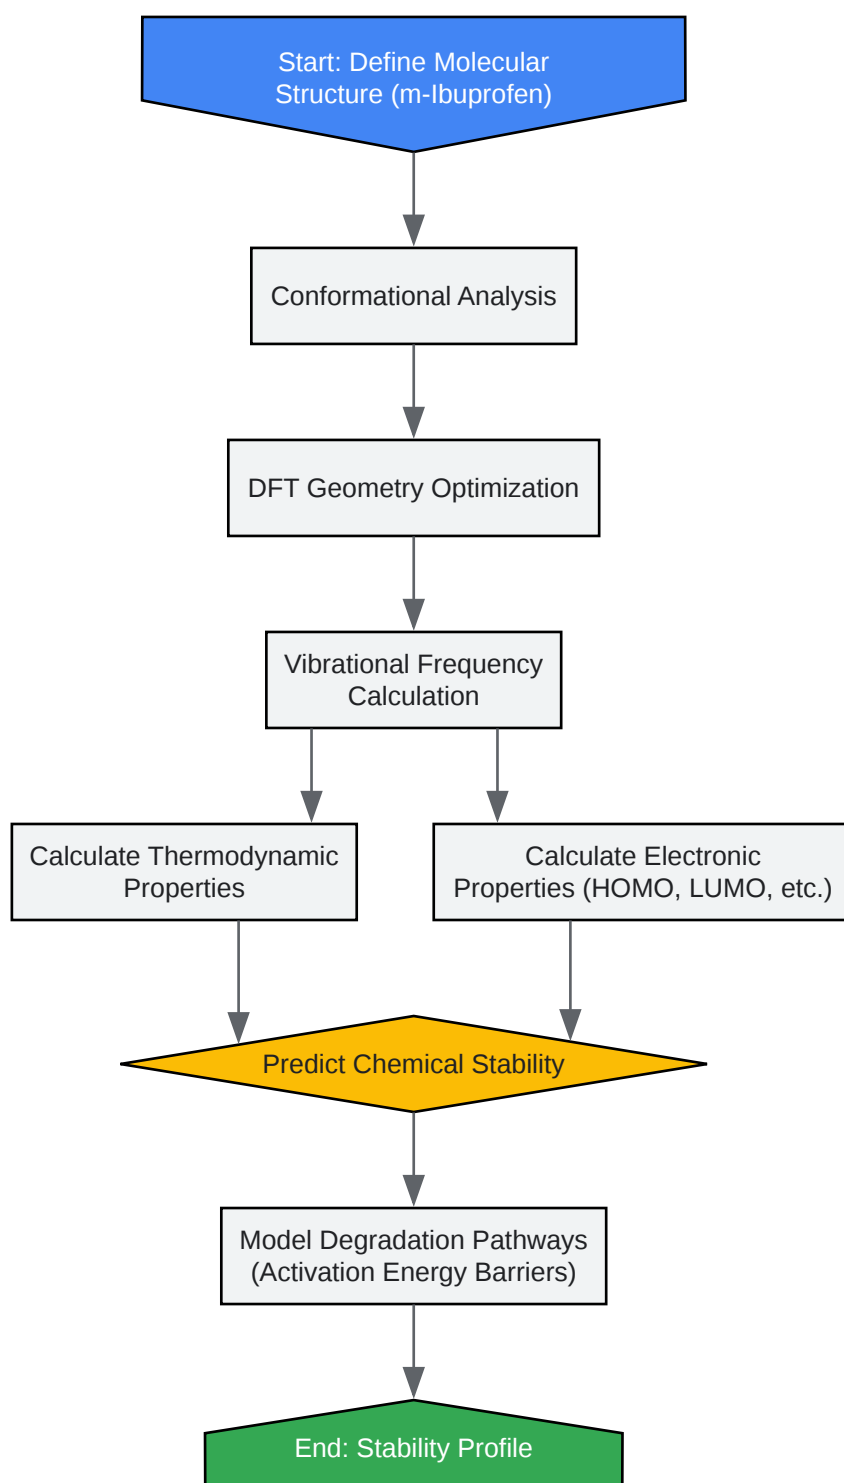 Start: Define Molecular
Structure (m-Ibuprofen)
Conformational Analysis
DFT Geometry Optimization
Vibrational Frequency
Calculation
Calculate Thermodynamic
Properties
Calculate Electronic
Properties (HOMO, LUMO, etc.)
Predict Chemical Stability
Model Degradation Pathways
(Activation Energy Barriers)
End: Stability Profile